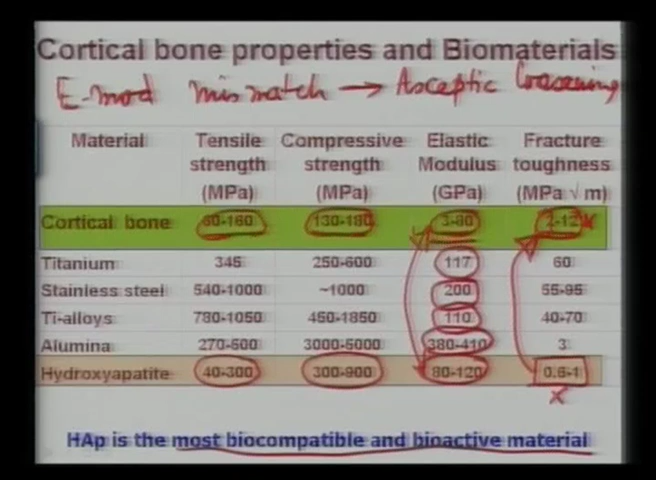 Cortical bone properties and Biomaterials
E-mod mismatch → Asceptic loosening
Material Tensile strength (MPa) Compressive strength (MPa) Elastic Modulus (GPa) Fracture toughness (MPa √ m)
Cortical bone 60-160 130-180 3-30 2-12
Titanium 345 250-600 117 60
Stainless steel 540-1000 ~1000 200 55-95
Ti-alloys 780-1050 450-1850 110 40-70
Alumina 270-500 3000-5000 380-410 3
Hydroxyapatite 40-300 300-900 80-120 0.6-1
x
HAp is the most biocompatible and bioactive material